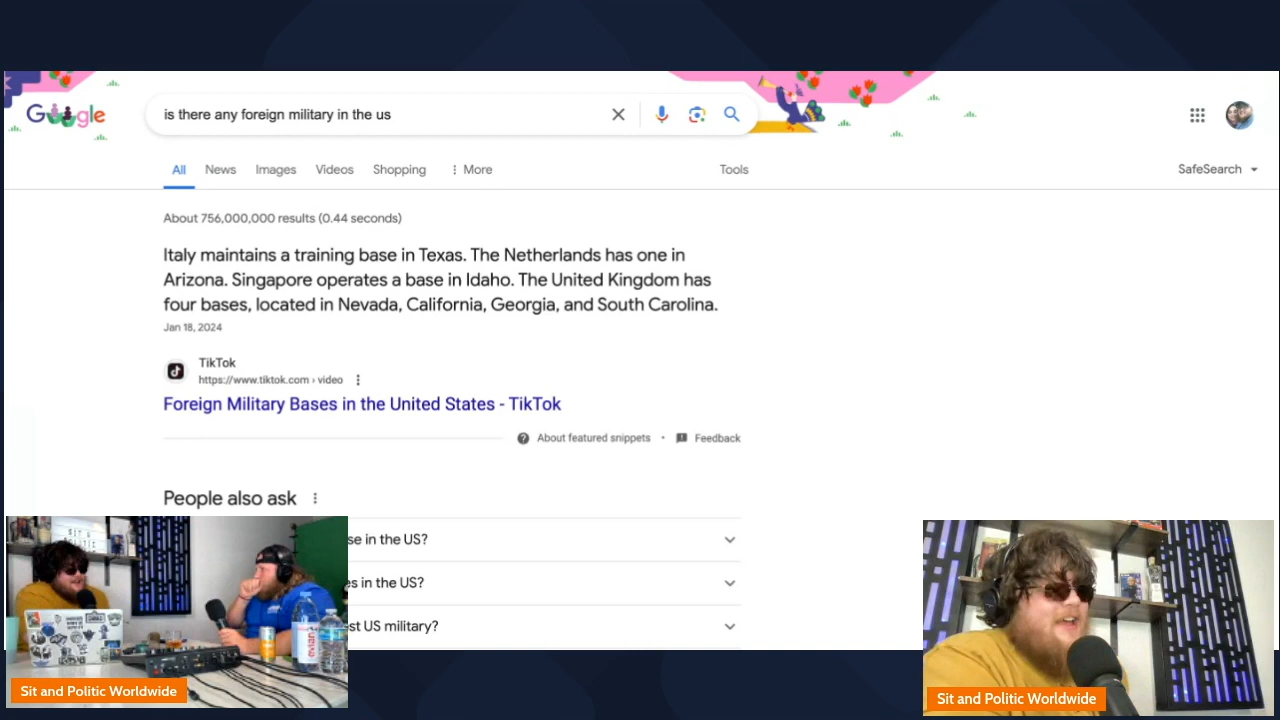 Google
is there any foreign military in the us
All News Images Videos Shopping More Tools SafeSearch
About 756,000,000 results (0.44 seconds)
Italy maintains a training base in Texas. The Netherlands has one in
Arizona. Singapore operates a base in Idaho. The United Kingdom has
four bases, located in Nevada, California, Georgia, and South Carolina.
Jan 18, 2024
TikTok
https://www.tiktok.com › video
Foreign Military Bases in the United States - TikTok
About featured snippets • Feedback
People also ask
se in the US?
es in the US?
st US military?
evian
Sit and Politic Worldwide
Sit and Politic Worldwide